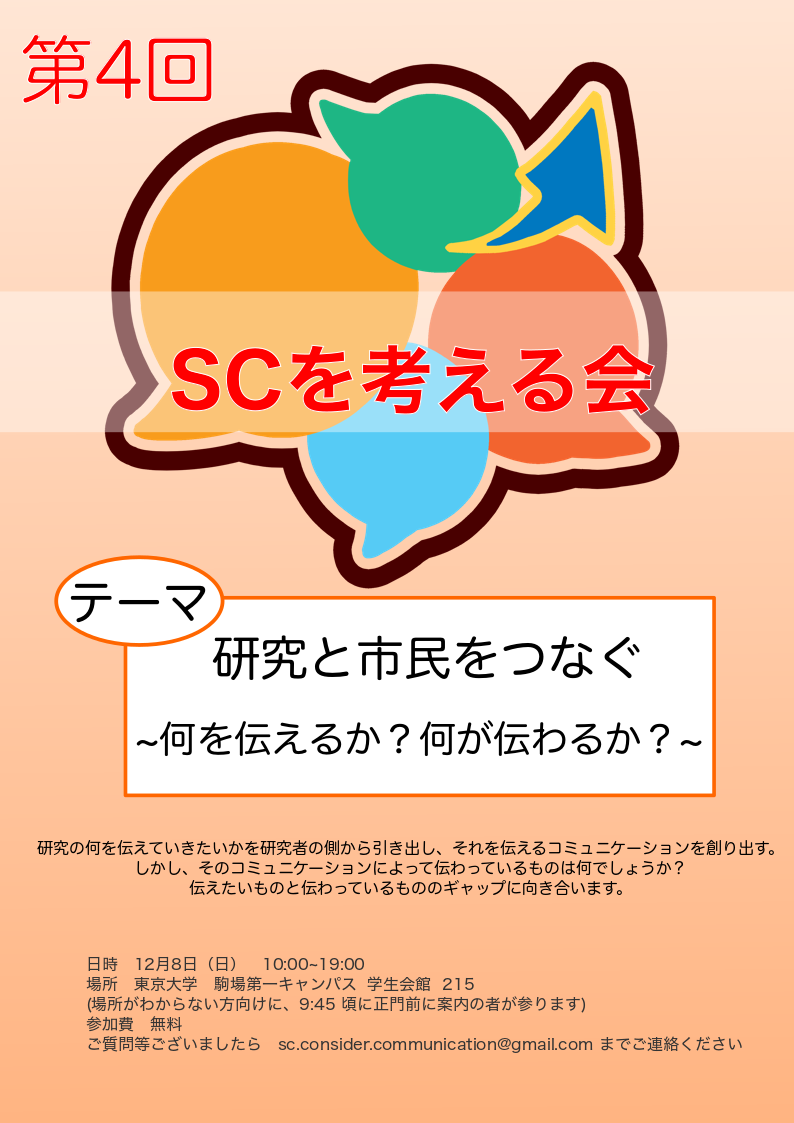 第4回
SCを考える会
テーマ
研究と市民をつなぐ
~何を伝えるか？何が伝わるか？~
研究の何を伝えていきたいかを研究者の側から引き出し、それを伝えるコミュニケーションを創り出す。
しかし、そのコミュニケーションによって伝わっているものは何でしょうか？
伝えたいものと伝わっているもののギャップに向き合います。
日時　12月8日（日）　10:00~19:00
場所　東京大学　駒場第一キャンパス 学生会館 215
(場所がわからない方向けに、9:45 頃に正門前に案内の者が参ります)
参加費　無料
ご質問等ございましたら　sc.consider.communication@gmail.com までご連絡ください